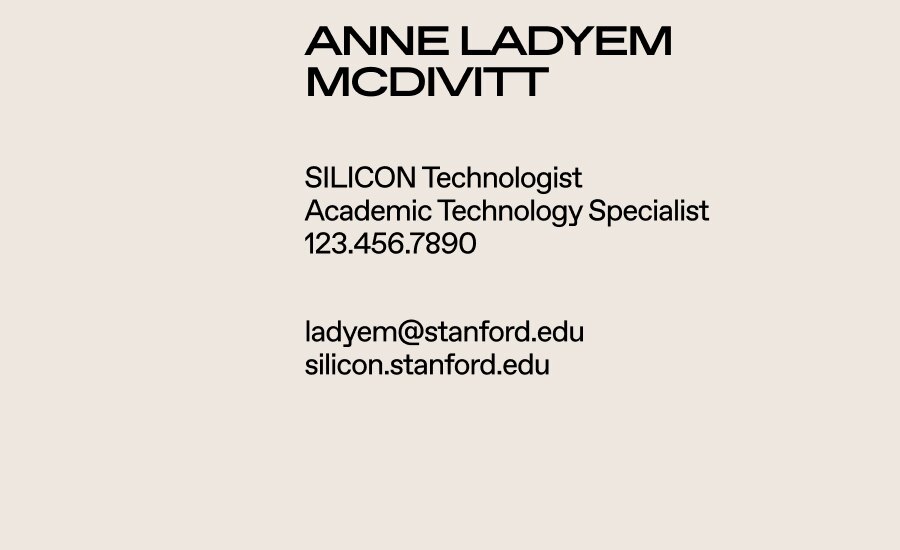 ANNE LADYEM
MCDIVITT
SILICON Technologist
Academic Technology Specialist
123.456.7890
ladyem@stanford.edu
silicon.stanford.edu